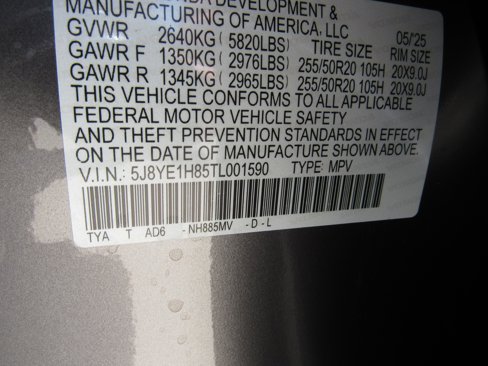 NDA DEVELOPMENT &
MANUFACTURING OF AMERICA, LLC
GVWR 2640KG ( 5820LBS) 05/'25
GAWR F 1350KG ( 2976LBS) TIRE SIZE RIM SIZE
GAWR R 1345KG ( 2965LBS) 255/50R20 105H 20X9.0J
255/50R20 105H 20X9.0J
THIS VEHICLE CONFORMS TO ALL APPLICABLE
FEDERAL MOTOR VEHICLE SAFETY
AND THEFT PREVENTION STANDARDS IN EFFECT
ON THE DATE OF MANUFACTURE SHOWN ABOVE.
V.I.N.: 5J8YE1H85TL001590 TYPE: MPV
TYA T AD6 - NH885MV - D - L